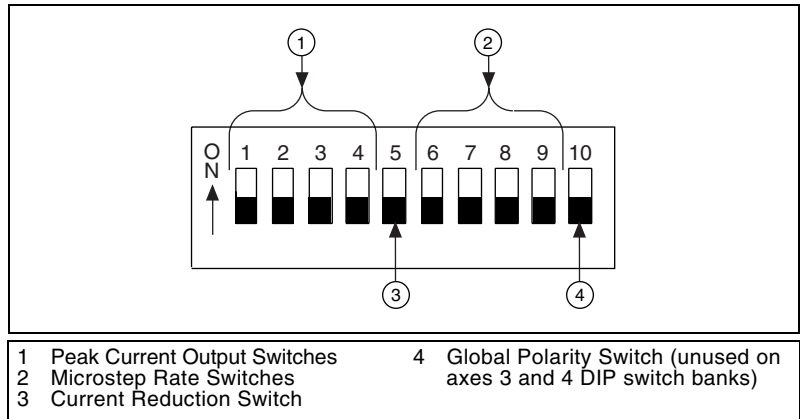 1 2
O
N
1 2 3 4 5 6 7 8 9 10
3 4
1 Peak Current Output Switches
2 Microstep Rate Switches
3 Current Reduction Switch
4 Global Polarity Switch (unused on
axes 3 and 4 DIP switch banks)